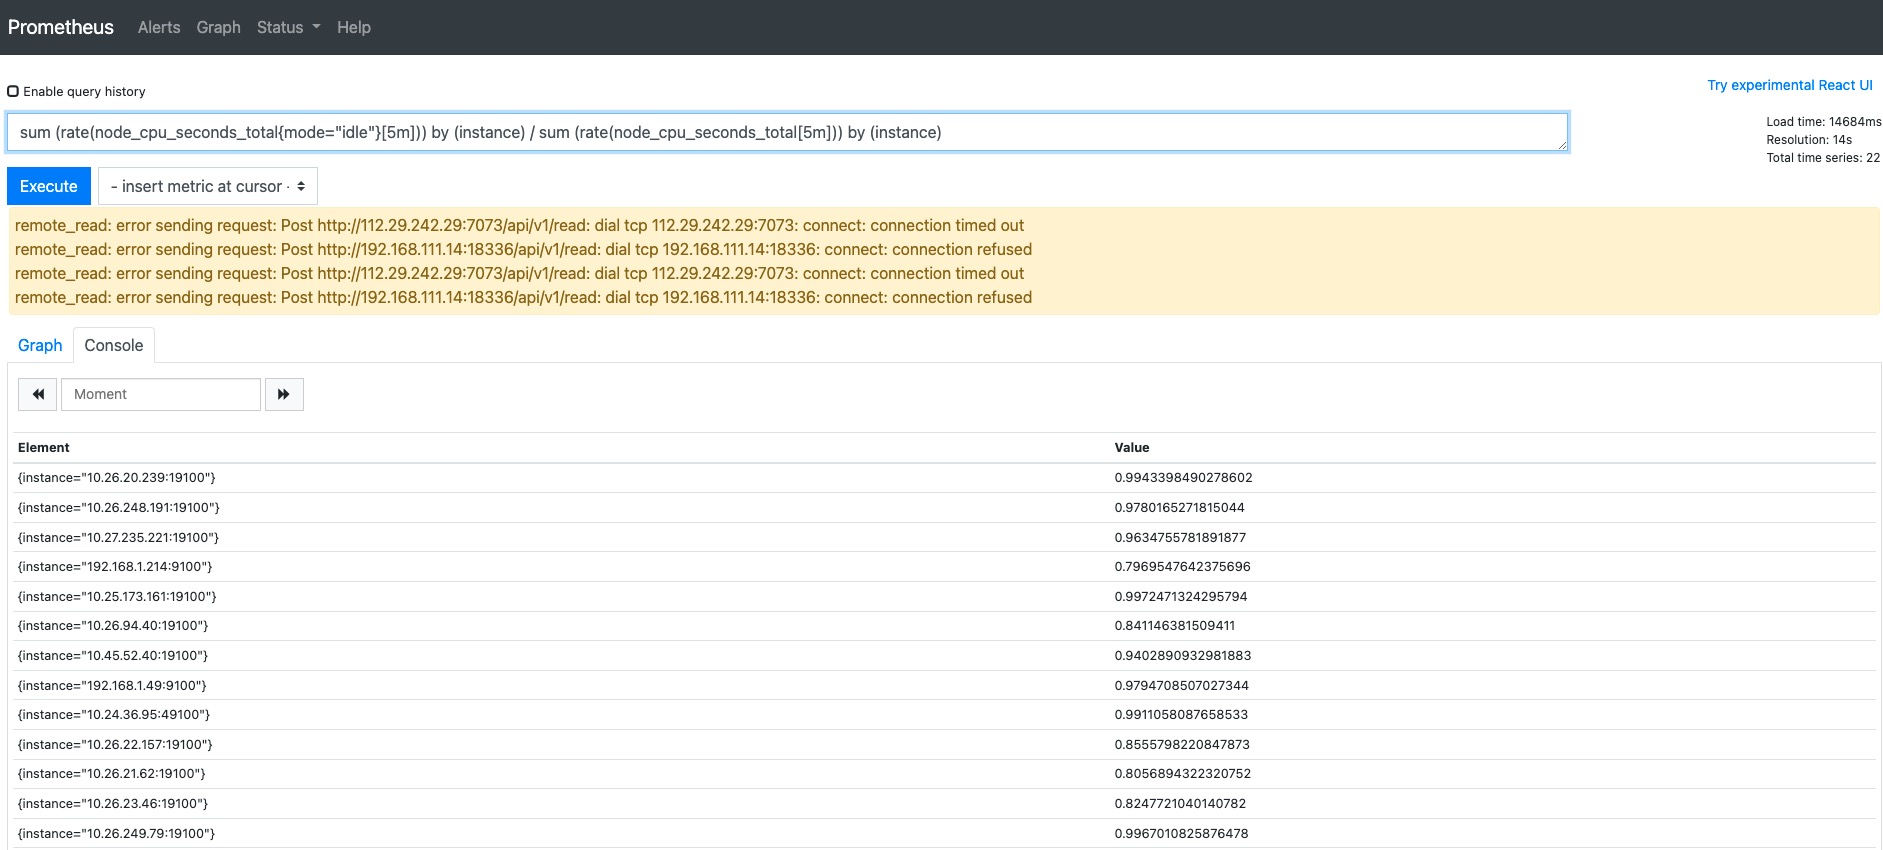 Prometheus Alerts Graph Status Help
Enable query history
Try experimental React UI
sum (rate(node_cpu_seconds_total{mode="idle"}[5m])) by (instance) / sum (rate(node_cpu_seconds_total[5m])) by (instance)
Load time: 14684ms
Resolution: 14s
Total time series: 22
Execute
- insert metric at cursor -
remote_read: error sending request: Post http://112.29.242.29:7073/api/v1/read: dial tcp 112.29.242.29:7073: connect: connection timed out
remote_read: error sending request: Post http://192.168.111.14:18336/api/v1/read: dial tcp 192.168.111.14:18336: connect: connection refused
remote_read: error sending request: Post http://112.29.242.29:7073/api/v1/read: dial tcp 112.29.242.29:7073: connect: connection timed out
remote_read: error sending request: Post http://192.168.111.14:18336/api/v1/read: dial tcp 192.168.111.14:18336: connect: connection refused
Graph Console
Moment
Element Value
{instance="10.26.20.239:19100"} 0.9943398490278602
{instance="10.26.248.191:19100"} 0.9780165271815044
{instance="10.27.235.221:19100"} 0.9634755781891877
{instance="192.168.1.214:9100"} 0.7969547642375696
{instance="10.25.173.161:19100"} 0.9972471324295794
{instance="10.26.94.40:19100"} 0.841146381509411
{instance="10.45.52.40:19100"} 0.9402890932981883
{instance="192.168.1.49:9100"} 0.9794708507027344
{instance="10.24.36.95:49100"} 0.9911058087658533
{instance="10.26.22.157:19100"} 0.8555798220847873
{instance="10.26.21.62:19100"} 0.8056894322320752
{instance="10.26.23.46:19100"} 0.8247721040140782
{instance="10.26.249.79:19100"} 0.9967010825876478